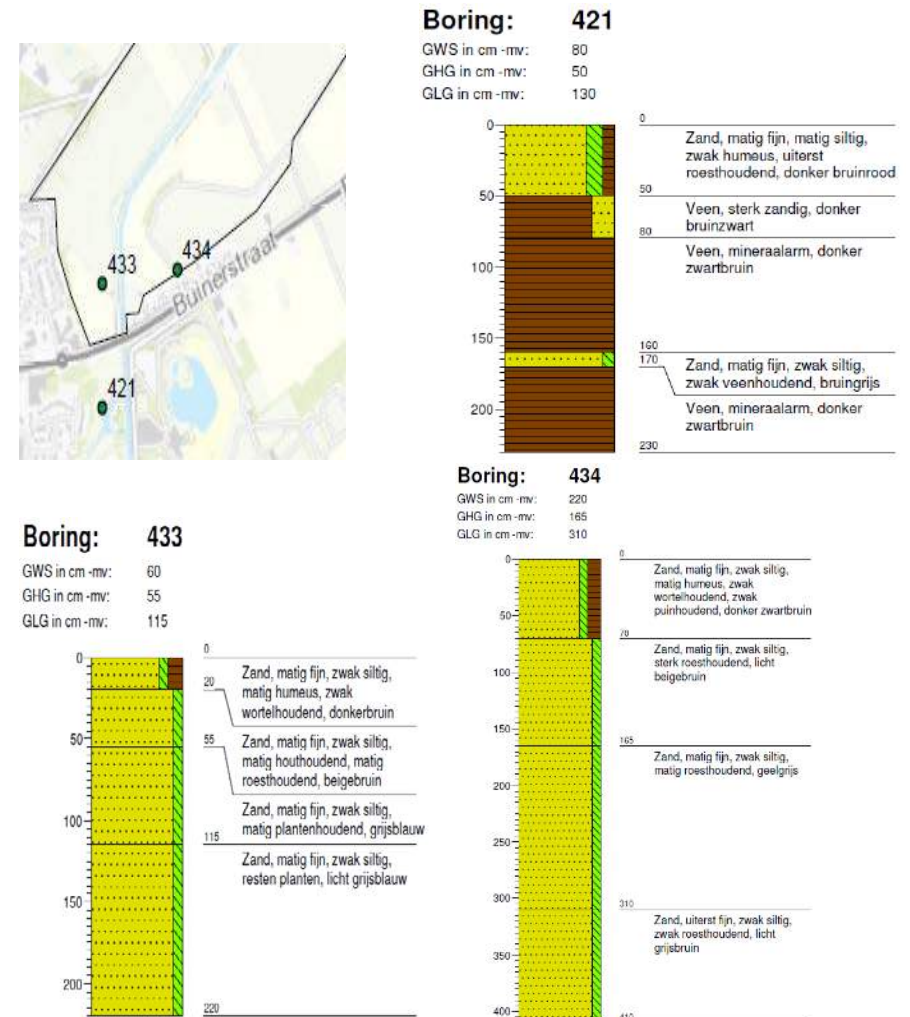 433
434
Buinerstraat
421
Boring: 421
GWS in cm -mv: 80
GHG in cm -mv: 50
GLG in cm -mv: 130
0
50
100
150
200
0
Zand, matig fijn, matig siltig,
zwak humeus, uiterst
roesthoudend, donker bruinrood
50
Veen, sterk zandig, donker
bruinzwart
80
Veen, mineraalarm, donker
zwartbruin
160
170
Zand, matig fijn, zwak siltig,
zwak veenhoudend, bruingrijs
Veen, mineraalarm, donker
zwartbruin
230
Boring: 433
GWS in cm -mv: 60
GHG in cm -mv: 55
GLG in cm -mv: 115
0
50
100
150
200
0
20
Zand, matig fijn, zwak siltig,
matig humeus, zwak
wortelhoudend, donkerbruin
55
Zand, matig fijn, zwak siltig,
matig houthoudend, matig
roesthoudend, beigebruin
Zand, matig fijn, zwak siltig,
matig plantenhoudend, grijsblauw
115
Zand, matig fijn, zwak siltig,
resten planten, licht grijsblauw
220
Boring: 434
GWS in cm -mv: 220
GHG in cm -mv: 165
GLG in cm -mv: 310
0
50
100
150
200
250
300
350
400
0
Zand, matig fijn, zwak siltig,
matig humeus, zwak
wortelhoudend, zwak
puinhoudend, donker zwartbruin
70
Zand, matig fijn, zwak siltig,
sterk roesthoudend, licht
beigebruin
165
Zand, matig fijn, zwak siltig,
matig roesthoudend, geelgrijs
310
Zand, uiterst fijn, zwak siltig,
zwak roesthoudend, licht
grijsbruin